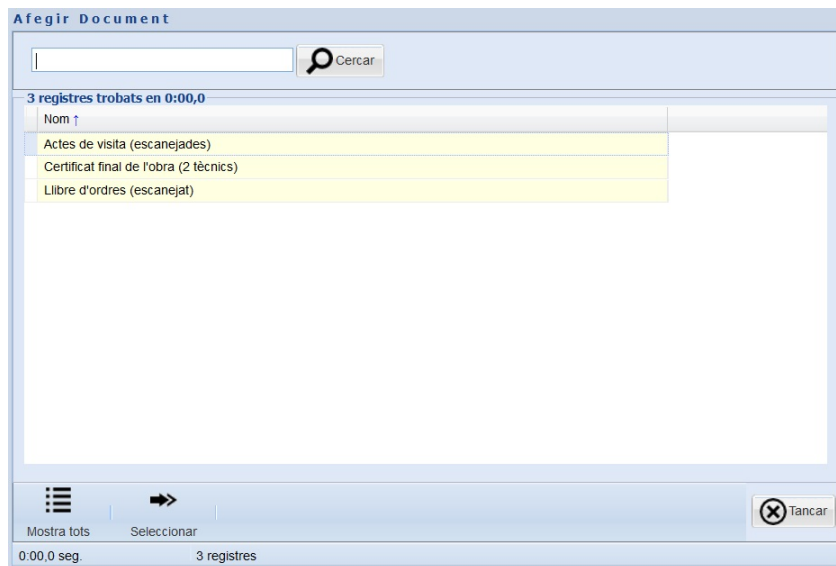 Afegir Document
Cercar
3 registres trobats en 0:00,0
Nom ↑
Actes de visita (escanejades)
Certificat final de l'obra (2 tècnics)
Llibre d'ordres (escanejat)
Mostra tots Seleccionar Tancar
0:00,0 seg. 3 registres